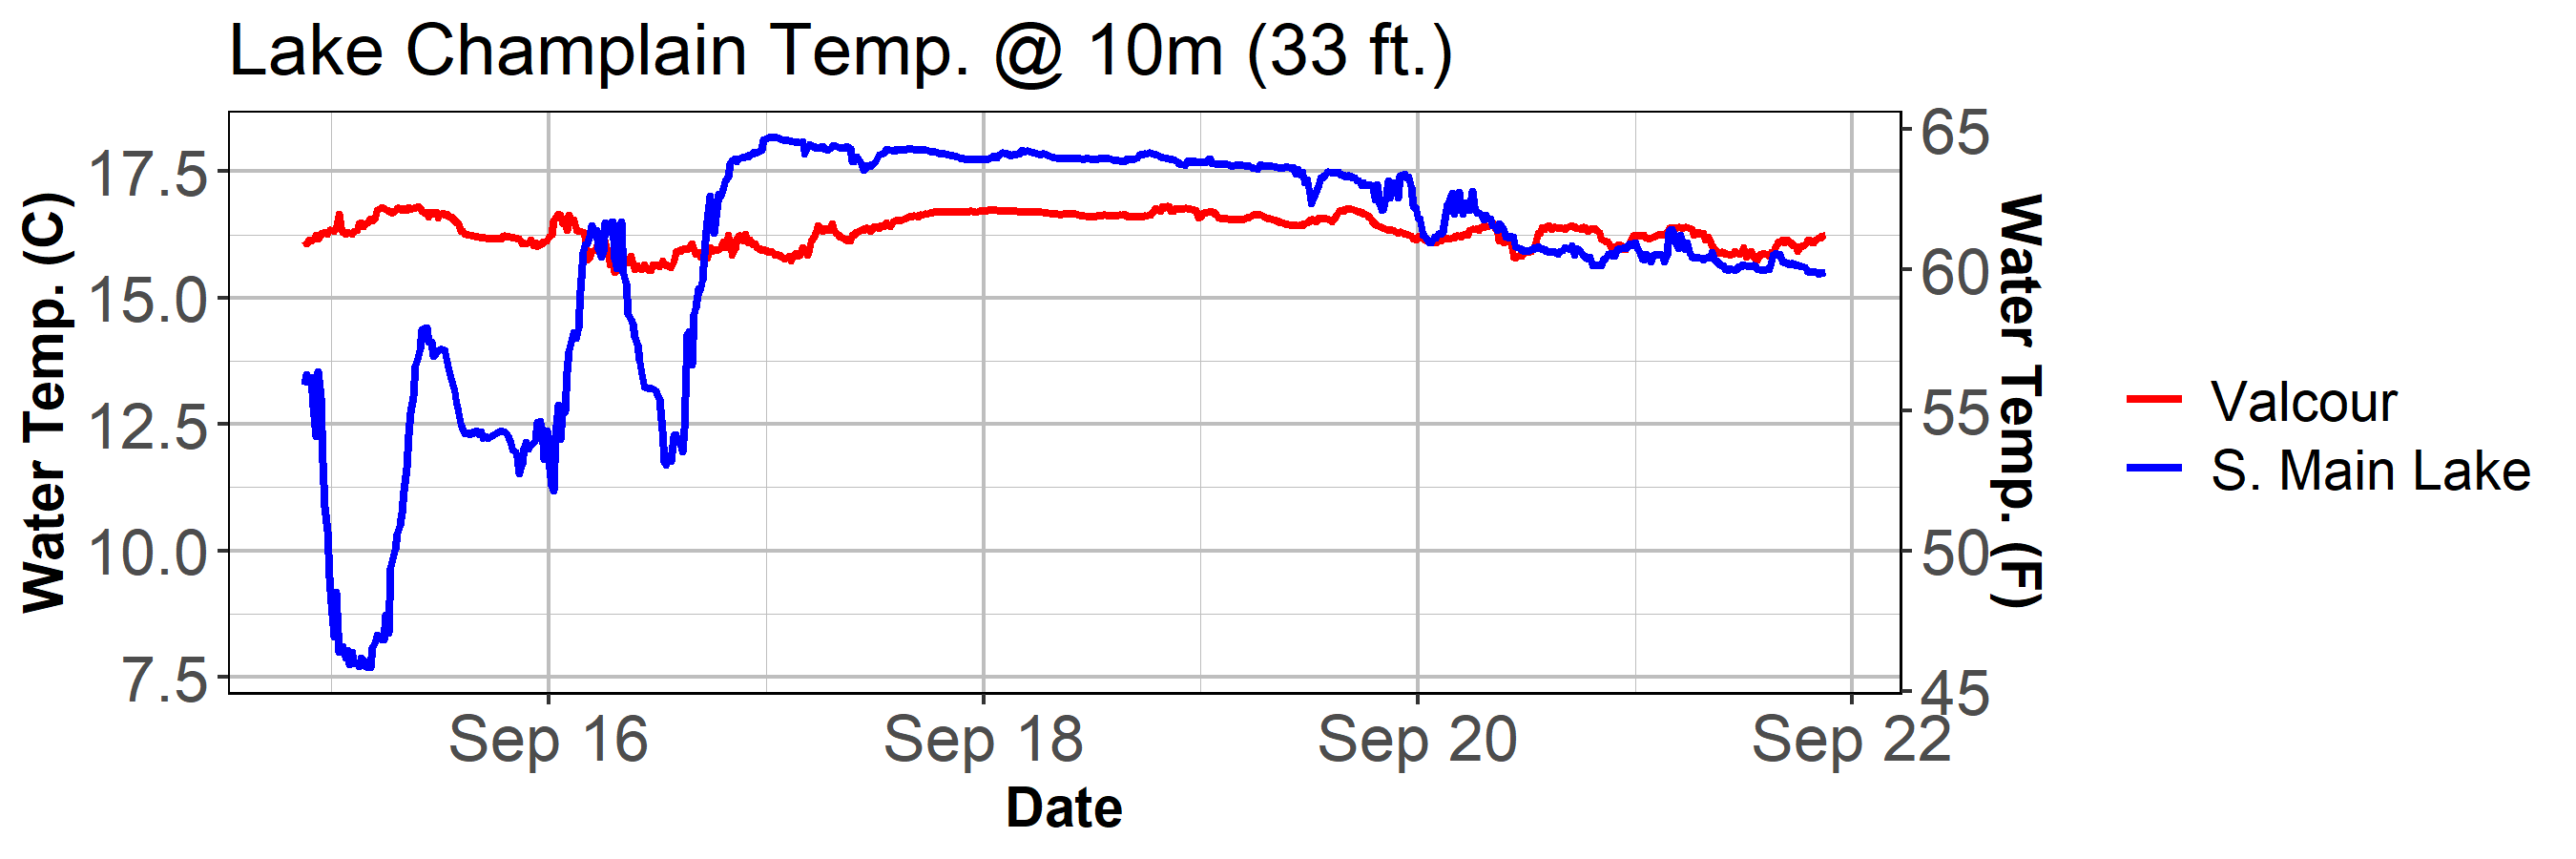 Lake Champlain Temp. @ 10m (33 ft.)
Water Temp. (C)
17.5
15.0
12.5
10.0
7.5
65
60
55
50
45
Water Temp. (F)
Sep 16
Sep 18
Sep 20
Sep 22
Date
Valcour
S. Main Lake